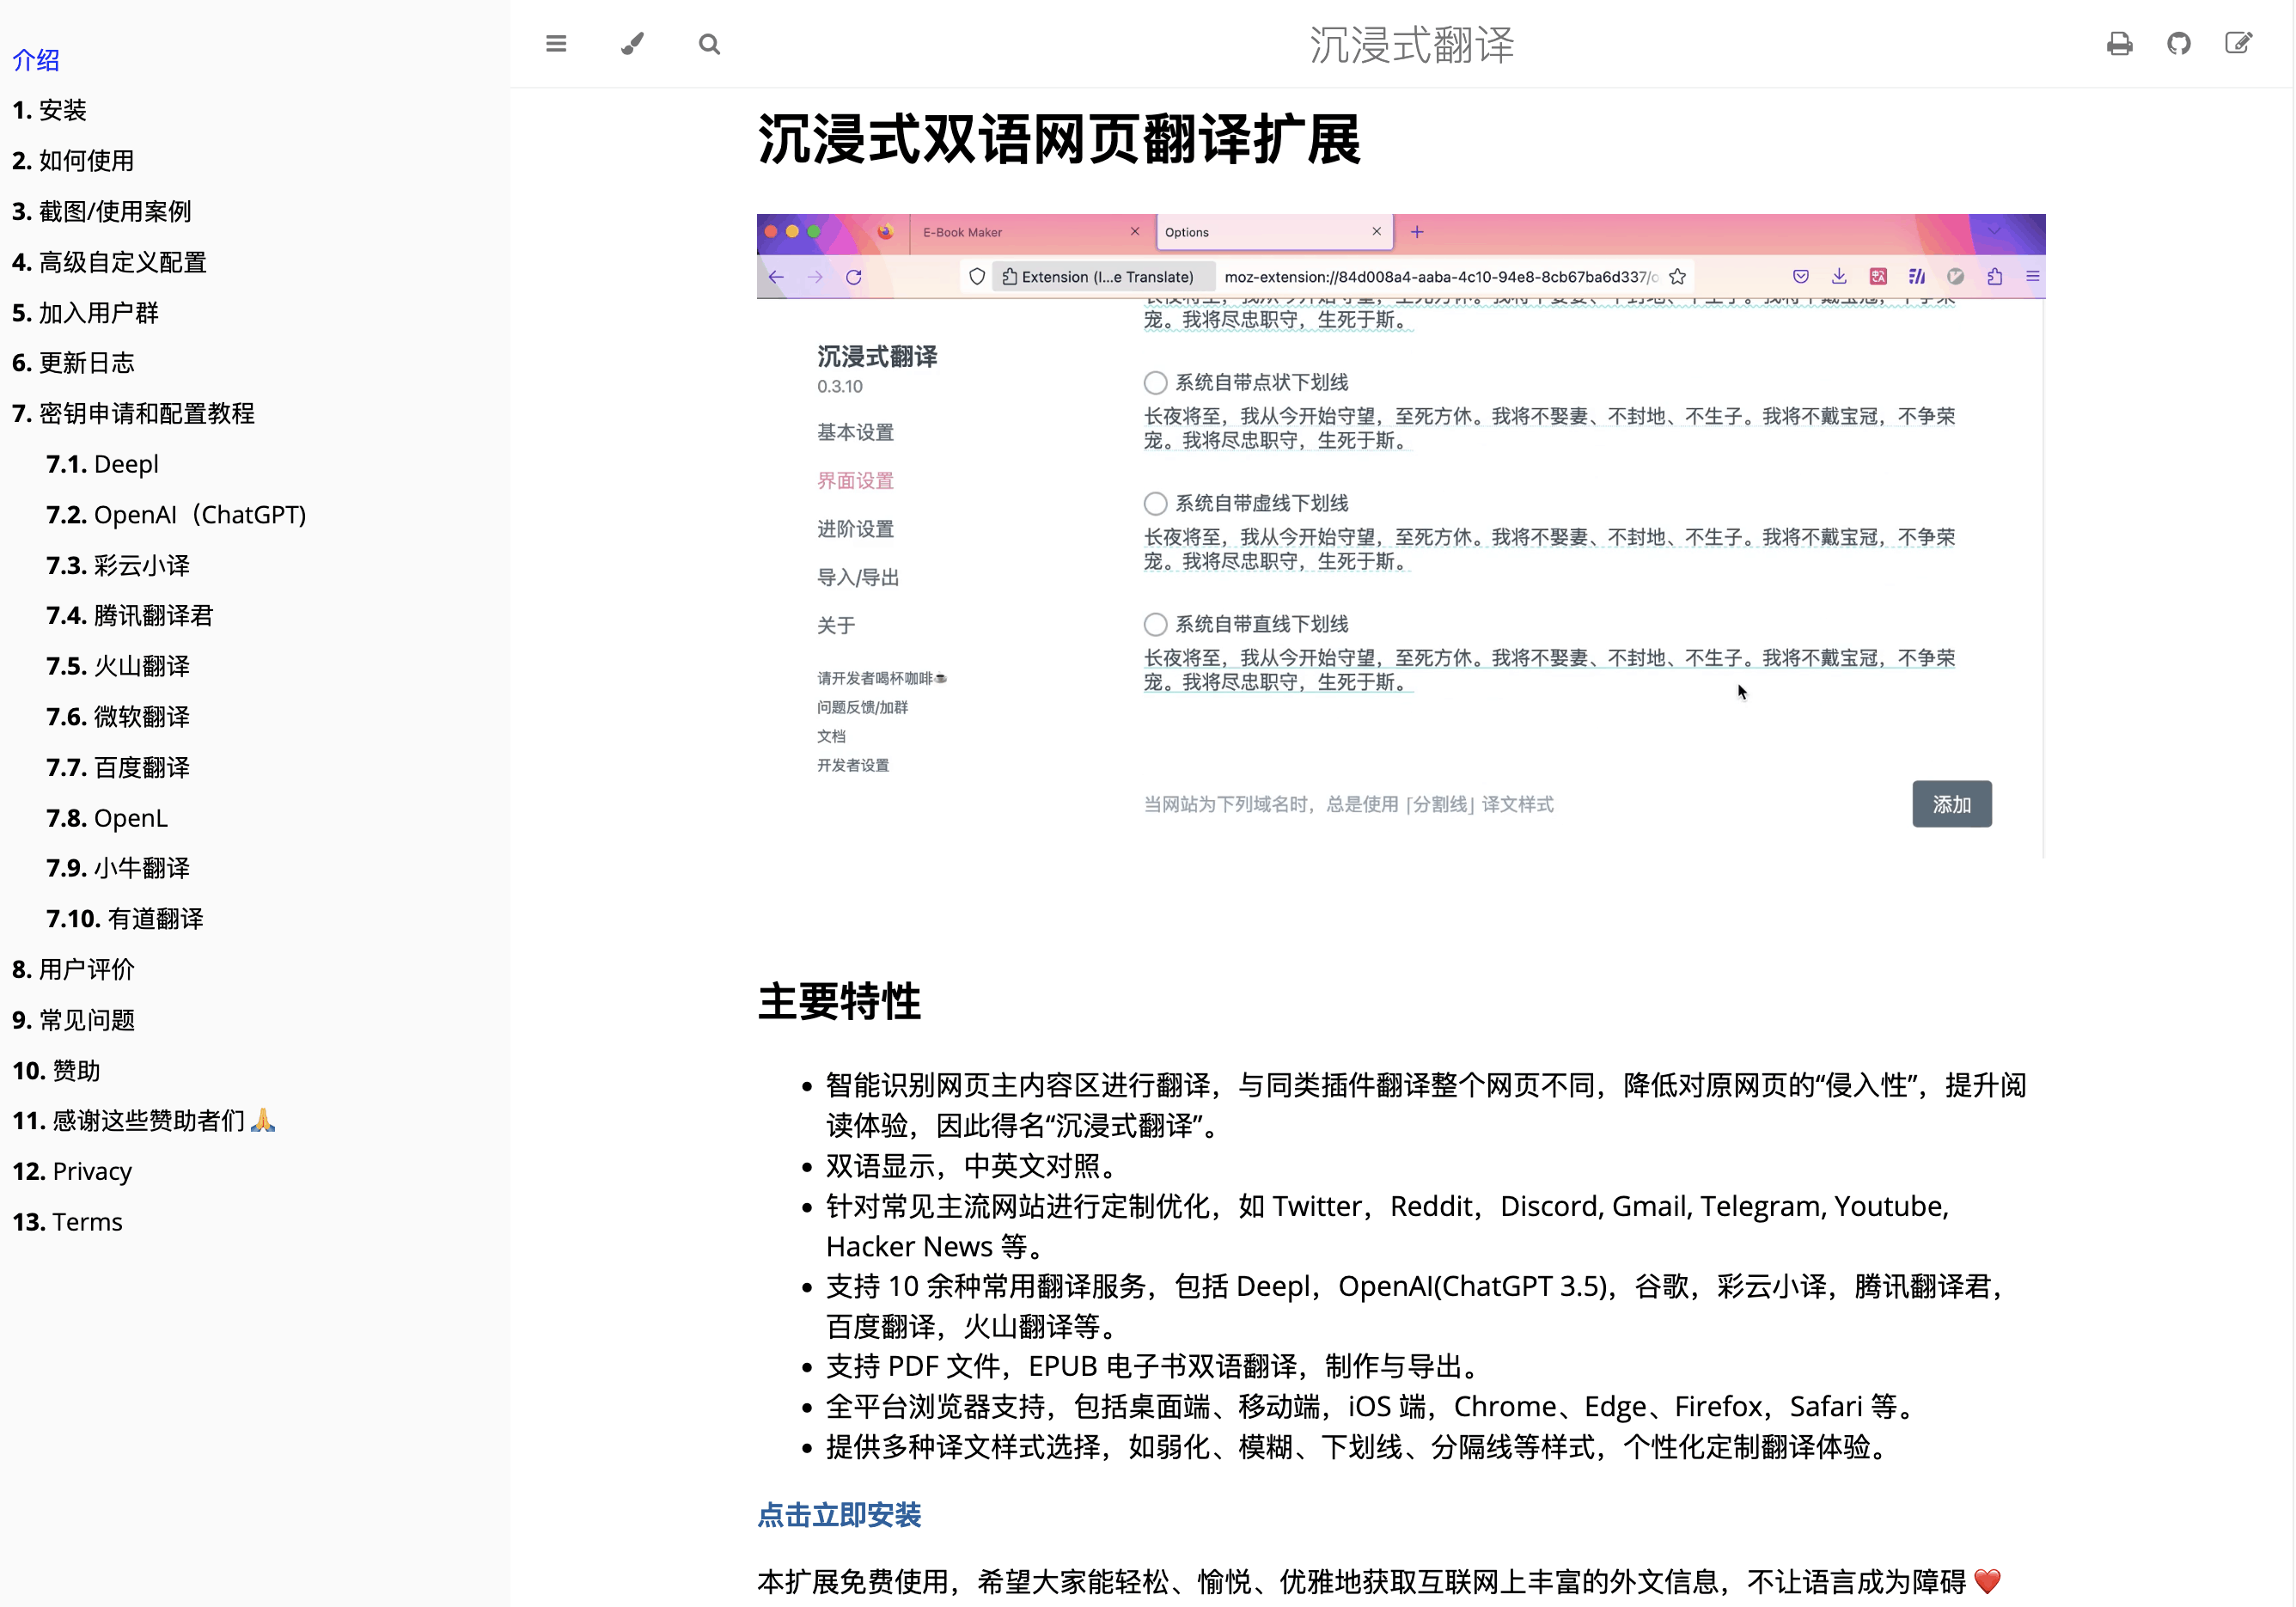 介绍
1. 安装
2. 如何使用
3. 截图/使用案例
4. 高级自定义配置
5. 加入用户群
6. 更新日志
7. 密钥申请和配置教程
7.1. Deepl
7.2. OpenAI（ChatGPT)
7.3. 彩云小译
7.4. 腾讯翻译君
7.5. 火山翻译
7.6. 微软翻译
7.7. 百度翻译
7.8. OpenL
7.9. 小牛翻译
7.10. 有道翻译
8. 用户评价
9. 常见问题
10. 赞助
11. 感谢这些赞助者们🙏
12. Privacy
13. Terms
沉浸式翻译
沉浸式双语网页翻译扩展
E-Book Maker
Options
Extension (I...e Translate)
moz-extension://84d008a4-aaba-4c10-94e8-8cb67ba6d337/o
沉浸式翻译
0.3.10
基本设置
界面设置
进阶设置
导入/导出
关于
请开发者喝杯咖啡☕
问题反馈/加群
文档
开发者设置
宠。我将尽忠职守，生死于斯。
系统自带点状下划线
长夜将至，我从今开始守望，至死方休。我将不娶妻、不封地、不生子。我将不戴宝冠，不争荣
宠。我将尽忠职守，生死于斯。
系统自带虚线下划线
长夜将至，我从今开始守望，至死方休。我将不娶妻、不封地、不生子。我将不戴宝冠，不争荣
宠。我将尽忠职守，生死于斯。
系统自带直线下划线
长夜将至，我从今开始守望，至死方休。我将不娶妻、不封地、不生子。我将不戴宝冠，不争荣
宠。我将尽忠职守，生死于斯。
当网站为下列域名时，总是使用「分割线」译文样式
添加
主要特性
• 智能识别网页主内容区进行翻译，与同类插件翻译整个网页不同，降低对原网页的“侵入性”，提升阅
读体验，因此得名“沉浸式翻译”。
• 双语显示，中英文对照。
• 针对常见主流网站进行定制优化，如 Twitter，Reddit，Discord, Gmail, Telegram, Youtube,
Hacker News 等。
• 支持 10 余种常用翻译服务，包括 Deepl，OpenAI(ChatGPT 3.5)，谷歌，彩云小译，腾讯翻译君，
百度翻译，火山翻译等。
• 支持 PDF 文件，EPUB 电子书双语翻译，制作与导出。
• 全平台浏览器支持，包括桌面端、移动端，iOS 端，Chrome、Edge、Firefox，Safari 等。
• 提供多种译文样式选择，如弱化、模糊、下划线、分隔线等样式，个性化定制翻译体验。
点击立即安装
本扩展免费使用，希望大家能轻松、愉悦、优雅地获取互联网上丰富的外文信息，不让语言成为障碍 ❤️